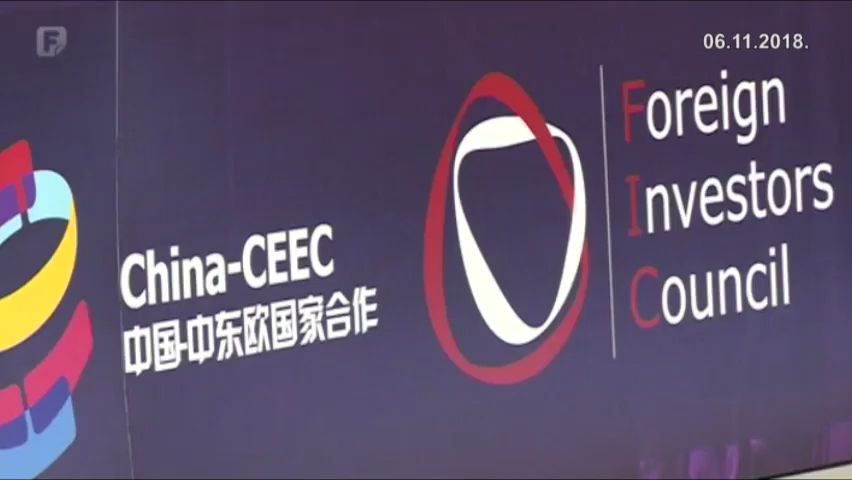 F
06.11.2018.
China-CEEC
中国-中东欧国家合作
Foreign
Investors
Council